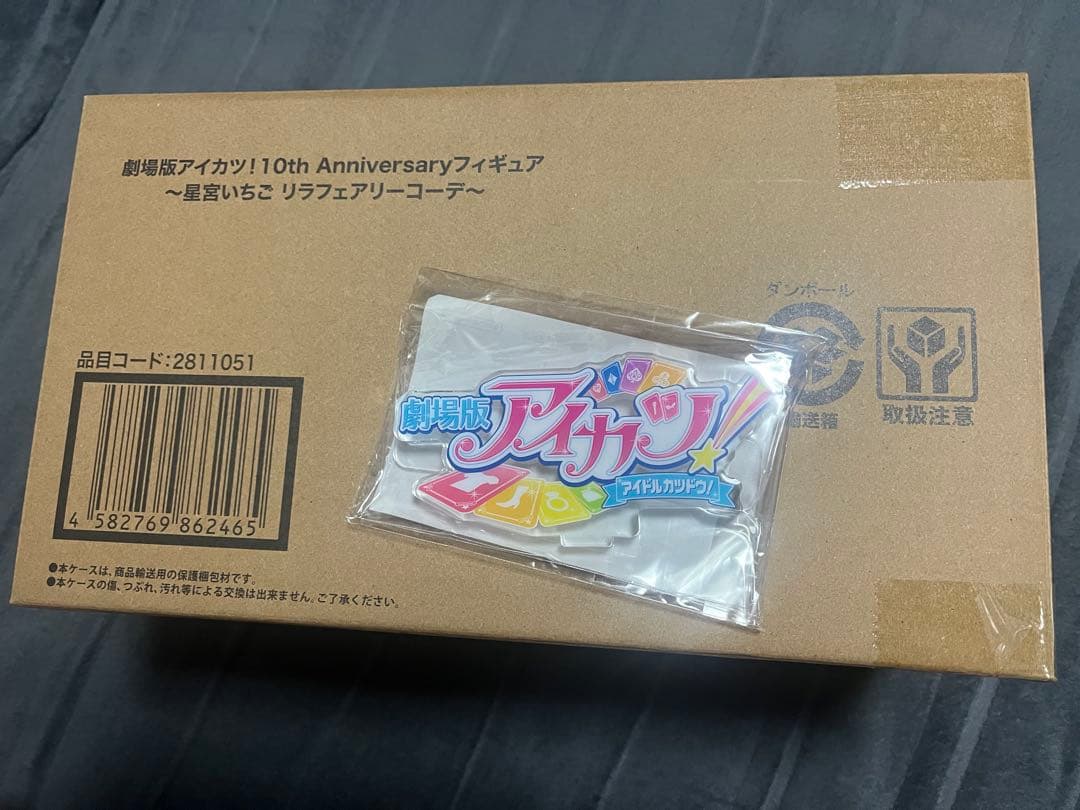 劇場版アイカツ!10th Anniversaryフィギュア
～星宮いちご リラフェアリーコーデ～
品目コード:2811051
4 582769 862465
●本ケースは、商品輸送用の保護梱包材です。
●本ケースの傷、つぶれ、汚れ等による交換は出来ません。ご了承ください。
劇場版
アイカツ!
アイドルカツドウ!
ダンボール
輸送箱
取扱注意